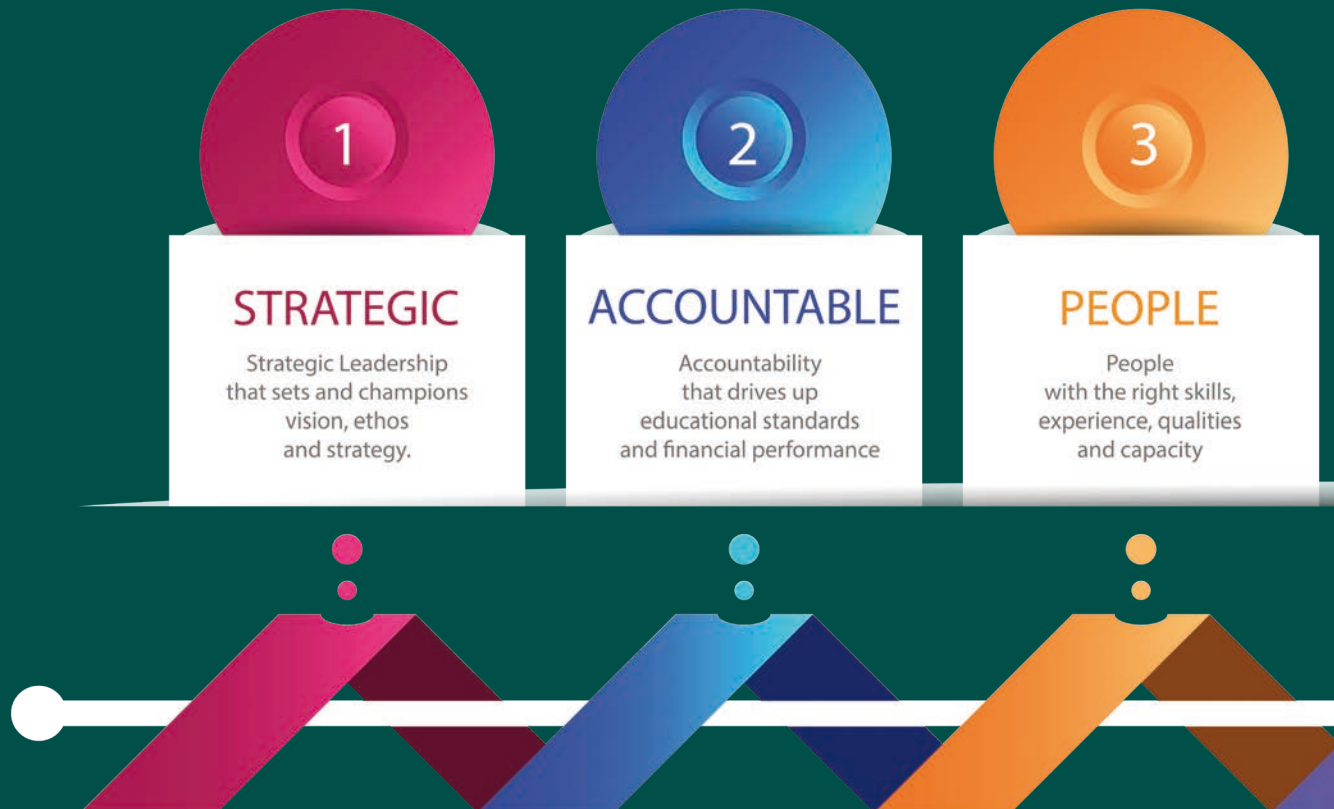 1
STRATEGIC
Strategic Leadership
that sets and champions
vision, ethos
and strategy.
2
ACCOUNTABLE
Accountability
that drives up
educational standards
and financial performance
3
PEOPLE
People
with the right skills,
experience, qualities
and capacity